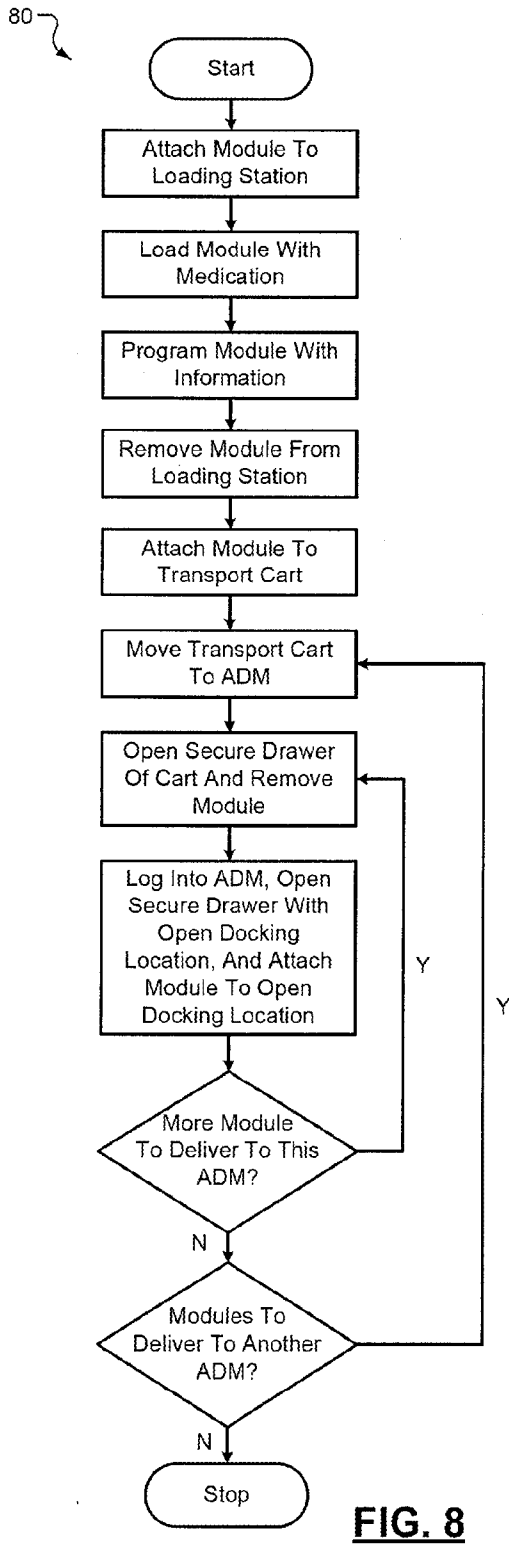 80
Start
Attach Module To
Loading Station
Load Module With
Medication
Program Module With
Information
Remove Module From
Loading Station
Attach Module To
Transport Cart
Move Transport Cart
To ADM
Open Secure Drawer
Of Cart And Remove
Module
Log Into ADM, Open
Secure Drawer With
Open Docking
Location, And Attach
Module To Open
Docking Location
Y
Y
More Module
To Deliver To This
ADM?
N
Modules To
Deliver To Another
ADM?
N
Stop
FIG. 8